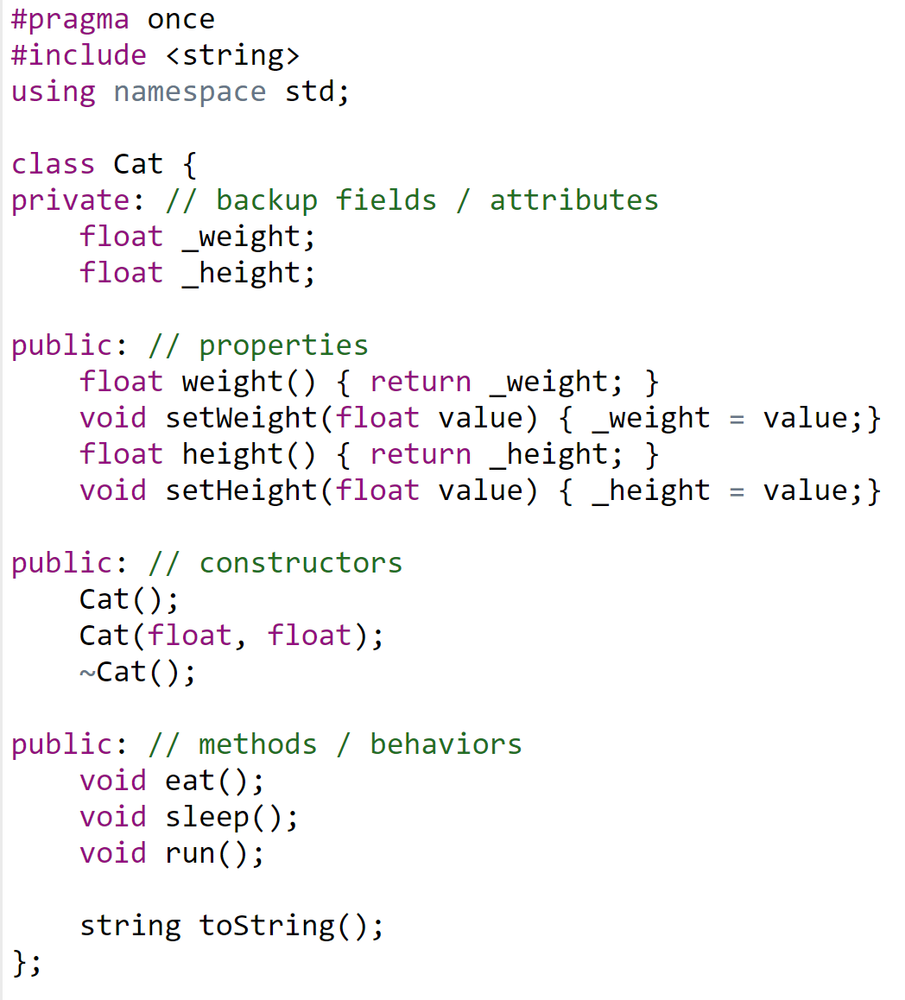 #pragma once
#include <string>
using namespace std;

class Cat {
private: // backup fields / attributes
    float _weight;
    float _height;

public: // properties
    float weight() { return _weight; }
    void setWeight(float value) { _weight = value;}
    float height() { return _height; }
    void setHeight(float value) { _height = value;}

public: // constructors
    Cat();
    Cat(float, float);
    ~Cat();

public: // methods / behaviors
    void eat();
    void sleep();
    void run();

    string toString();
};